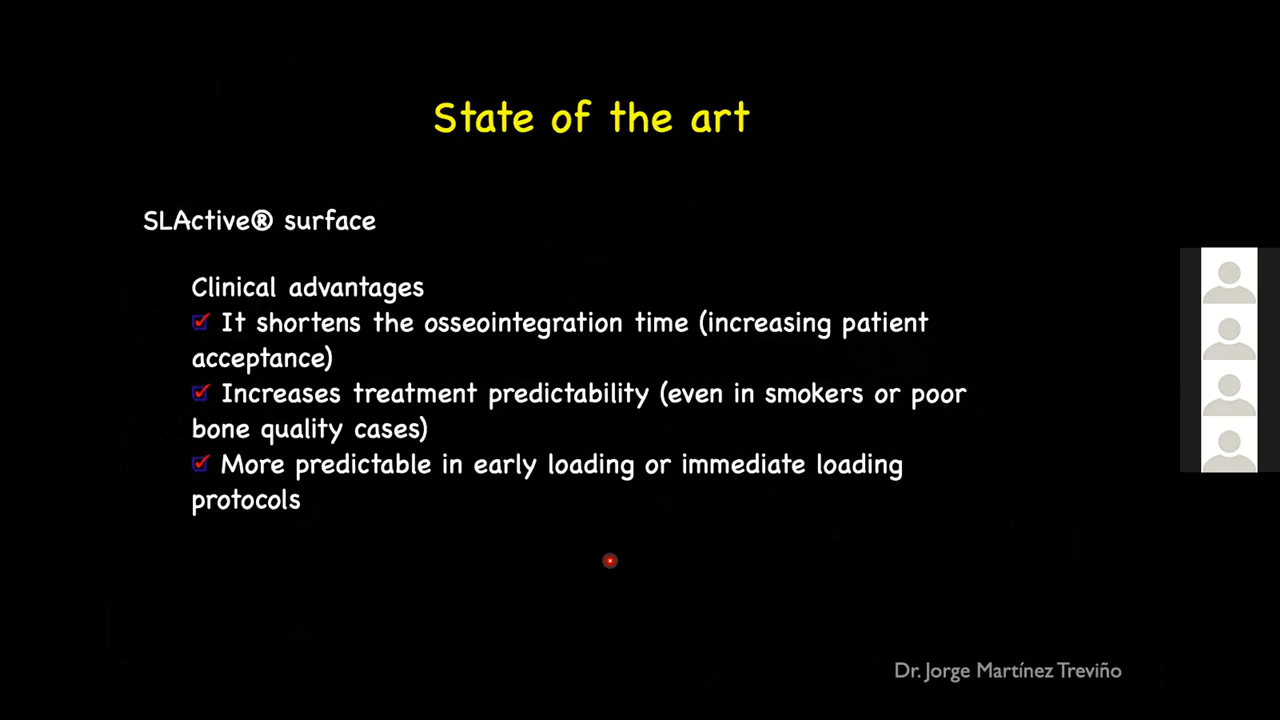 State of the art
SLActive® surface
Clinical advantages
It shortens the osseointegration time (increasing patient
acceptance)
Increases treatment predictability (even in smokers or poor
bone quality cases)
More predictable in early loading or immediate loading
protocols
Dr. Jorge Martínez Treviño